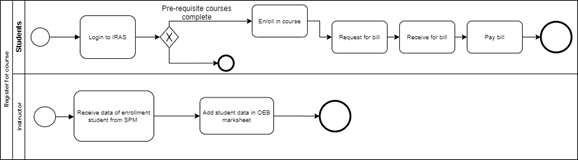 Register for course
Students
Login to IRAS
Pre-requisite courses
complete
Enroll in course
Request for bill
Receive for bill
Pay bill
Instructor
Receive data of enrollment
student from SPM
Add student data in OEB
marksheet